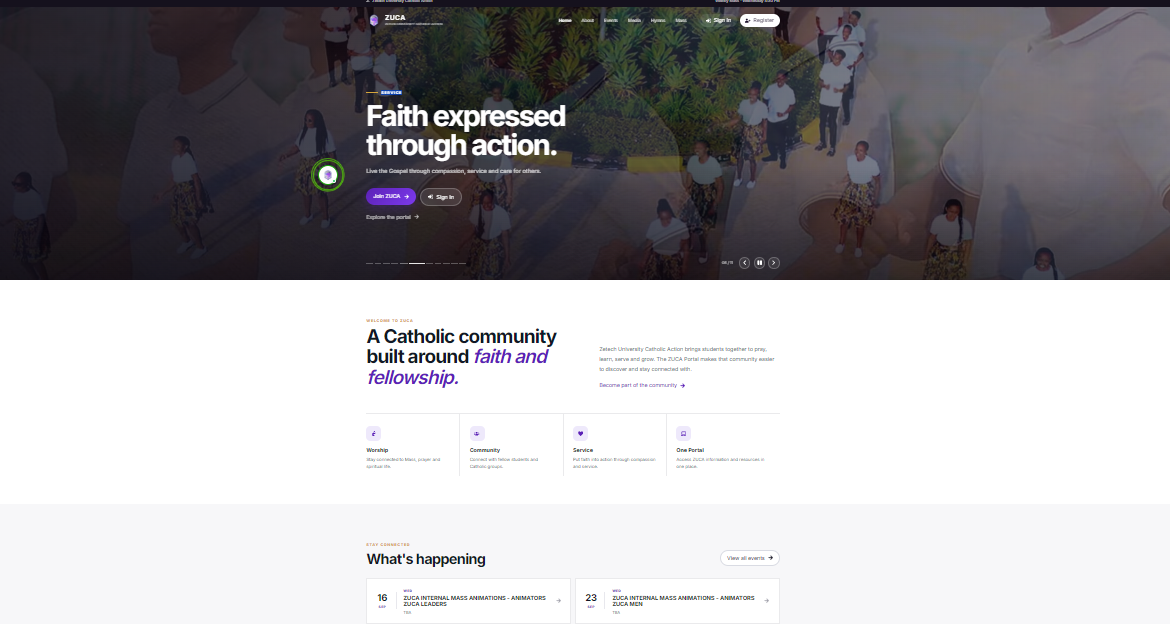 Zetech University Catholic Action
ZUCA
Home
About
Events
Media
Hymns
News
Sign In
Register
SERVICE
Faith expressed
through action.
Live the Gospel through compassion, service and care for others.
Join ZUCA
Sign In
Explore the portal
WELCOME TO ZUCA
A Catholic community
built around faith and
fellowship.
Zetech University Catholic Action brings students together to pray,
learn, serve and grow. The ZUCA Portal makes that community easier
to discover and stay connected with.
Become part of the community
Worship
Stay connected to Mass, prayer and
spiritual life.
Community
Connect with fellow students and
Catholic groups.
Service
Put faith into action through compassion
and service.
One Portal
Access ZUCA information and resources in
one place.
STAY CONNECTED
What's happening
View all events
16
SEP
WED
ZUCA INTERNAL MASS ANIMATIONS - ANIMATORS
ZUCA LEADERS
TBA
23
SEP
WED
ZUCA INTERNAL MASS ANIMATIONS - ANIMATORS
ZUCA MEN
TBA